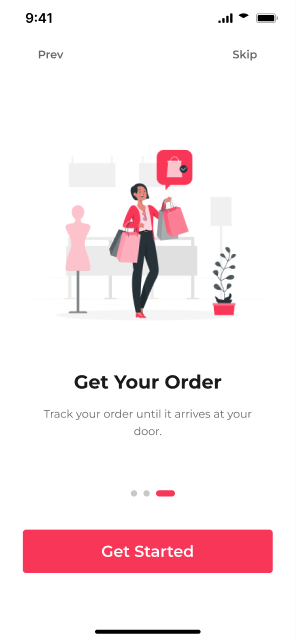 9:41
Prev
Skip
Get Your Order
Track your order until it arrives at your
door.
Get Started